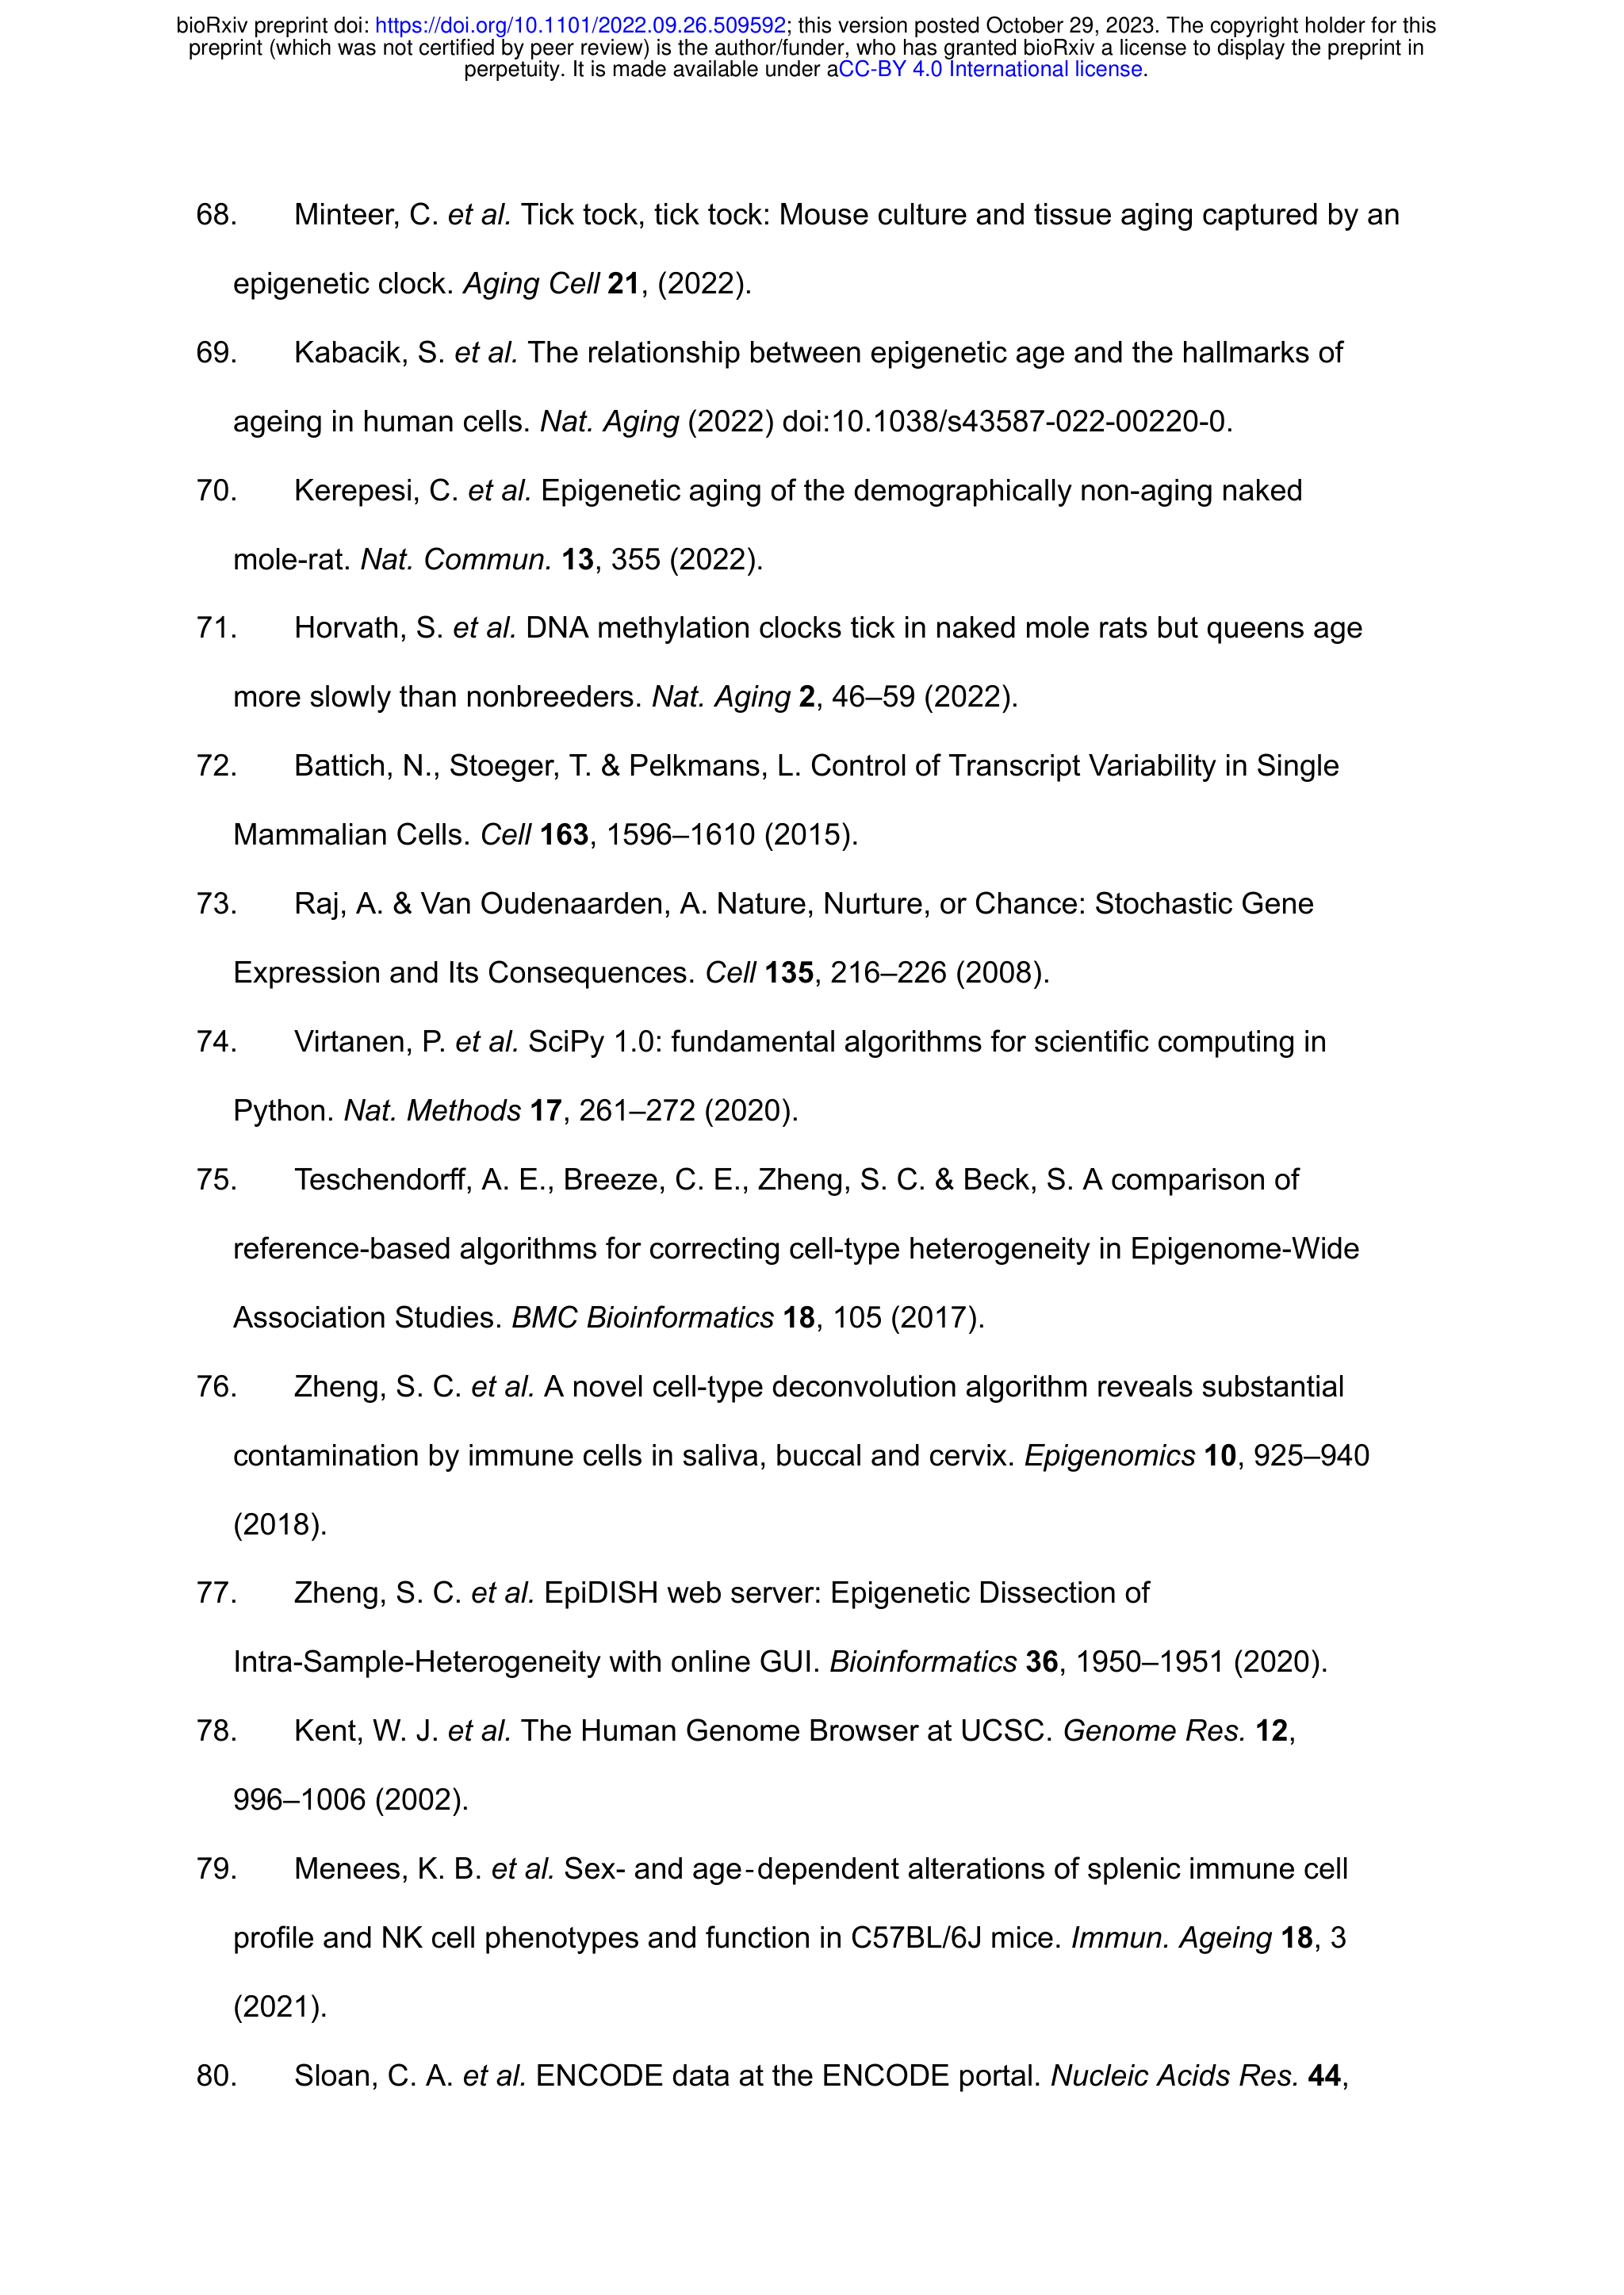 bioRxiv preprint doi: https://doi.org/10.1101/2022.09.26.509592; this version posted October 29, 2023. The copyright holder for this
preprint (which was not certified by peer review) is the author/funder, who has granted bioRxiv a license to display the preprint in
perpetuity. It is made available under aCC-BY 4.0 International license.
68. Minteer, C. et al. Tick tock, tick tock: Mouse culture and tissue aging captured by an
epigenetic clock. Aging Cell 21, (2022).
69. Kabacik, S. et al. The relationship between epigenetic age and the hallmarks of
ageing in human cells. Nat. Aging (2022) doi:10.1038/s43587-022-00220-0.
70. Kerepesi, C. et al. Epigenetic aging of the demographically non-aging naked
mole-rat. Nat. Commun. 13, 355 (2022).
71. Horvath, S. et al. DNA methylation clocks tick in naked mole rats but queens age
more slowly than nonbreeders. Nat. Aging 2, 46–59 (2022).
72. Battich, N., Stoeger, T. & Pelkmans, L. Control of Transcript Variability in Single
Mammalian Cells. Cell 163, 1596–1610 (2015).
73. Raj, A. & Van Oudenaarden, A. Nature, Nurture, or Chance: Stochastic Gene
Expression and Its Consequences. Cell 135, 216–226 (2008).
74. Virtanen, P. et al. SciPy 1.0: fundamental algorithms for scientific computing in
Python. Nat. Methods 17, 261–272 (2020).
75. Teschendorff, A. E., Breeze, C. E., Zheng, S. C. & Beck, S. A comparison of
reference-based algorithms for correcting cell-type heterogeneity in Epigenome-Wide
Association Studies. BMC Bioinformatics 18, 105 (2017).
76. Zheng, S. C. et al. A novel cell-type deconvolution algorithm reveals substantial
contamination by immune cells in saliva, buccal and cervix. Epigenomics 10, 925–940
(2018).
77. Zheng, S. C. et al. EpiDISH web server: Epigenetic Dissection of
Intra-Sample-Heterogeneity with online GUI. Bioinformatics 36, 1950–1951 (2020).
78. Kent, W. J. et al. The Human Genome Browser at UCSC. Genome Res. 12,
996–1006 (2002).
79. Menees, K. B. et al. Sex- and age-dependent alterations of splenic immune cell
profile and NK cell phenotypes and function in C57BL/6J mice. Immun. Ageing 18, 3
(2021).
80. Sloan, C. A. et al. ENCODE data at the ENCODE portal. Nucleic Acids Res. 44,